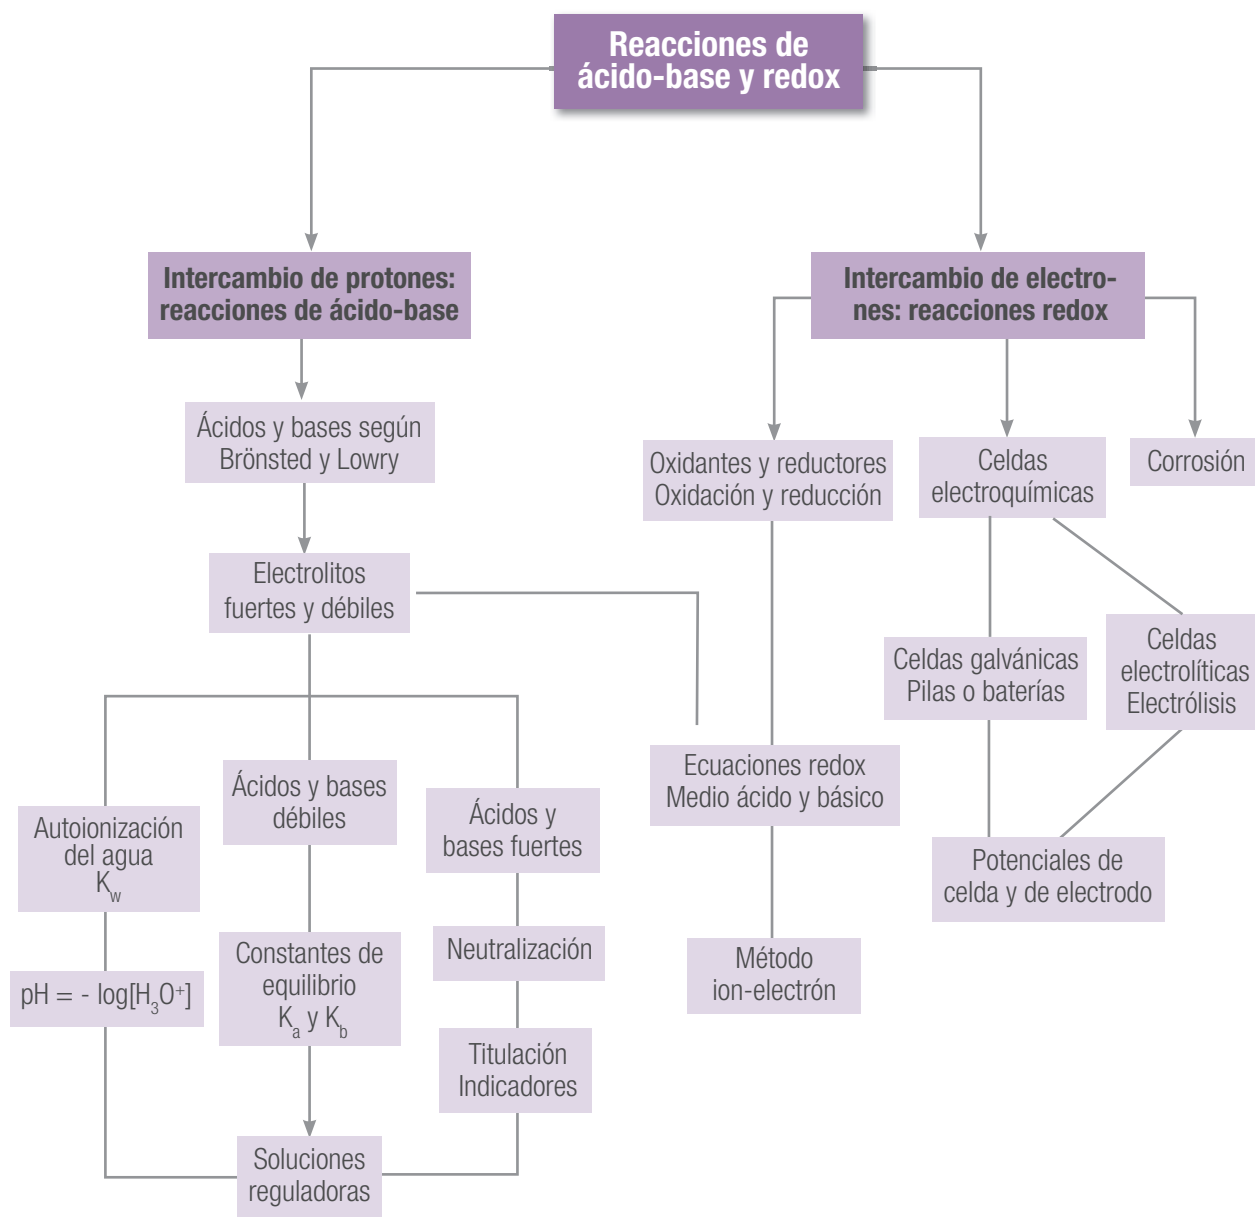 Reacciones de
ácido-base y redox
Intercambio de protones:
reacciones de ácido-base
Intercambio de electro-
nes: reacciones redox
Ácidos y bases según
Brönsted y Lowry
Oxidantes y reductores
Oxidación y reducción
Celdas
electroquímicas
Corrosión
Electrolitos
fuertes y débiles
Celdas galvánicas
Pilas o baterías
Celdas
electrolíticas
Electrólisis
Ecuaciones redox
Medio ácido y básico
Ácidos y bases
débiles
Ácidos y
bases fuertes
Autoionización
del agua
K_w
Potenciales de
celda y de electrodo
Neutralización
Constantes de
equilibrio
K_a y K_b
Método
ion-electrón
pH = - log[H₃O⁺]
Titulación
Indicadores
Soluciones
reguladoras